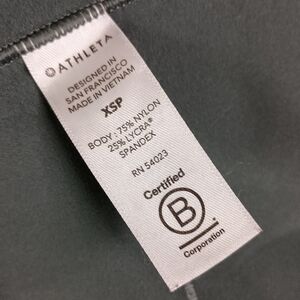 ATHLETA
DESIGNED IN
SAN FRANCISCO
MADE IN VIETNAM
XSP
BODY : 75% NYLON
25% LYCRA®
SPANDEX
RN 54023
Certified
B
Corporation